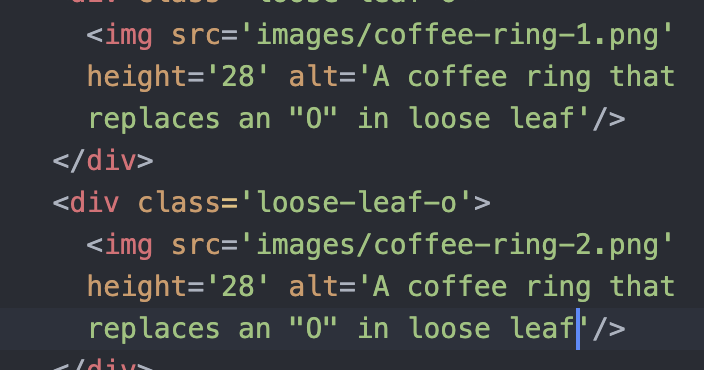 <div class='loose-leaf-o'
<img src='images/coffee-ring-1.png'
height='28' alt='A coffee ring that
replaces an "O" in loose leaf'/>
</div>
<div class='loose-leaf-o'>
<img src='images/coffee-ring-2.png'
height='28' alt='A coffee ring that
replaces an "O" in loose leaf'/>
</div>